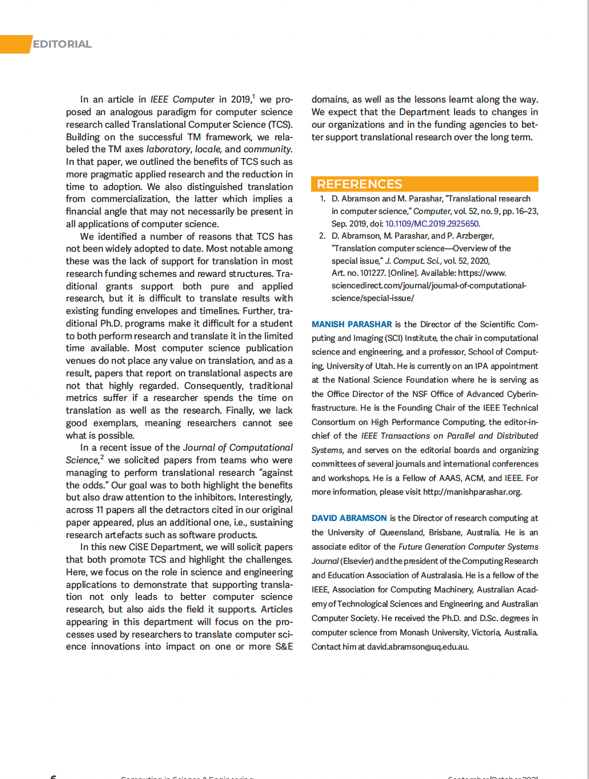 EDITORIAL
In an article in IEEE Computer in 2019,1 we pro-
posed an analogous paradigm for computer science
research called Translational Computer Science (TCS).
Building on the successful TM framework, we rela-
beled the TM axes laboratory, locale, and community.
In that paper, we outlined the benefits of TCS such as
more pragmatic applied research and the reduction in
time to adoption. We also distinguished translation
from commercialization, the latter which implies a
financial angle that may not necessarily be present in
all applications of computer science.
We identified a number of reasons that TCS has
not been widely adopted to date. Most notable among
these was the lack of support for translation in most
research funding schemes and reward structures. Tra-
ditional grants support both pure and applied
research, but it is difficult to translate results with
existing funding envelopes and timelines. Further, tra-
ditional Ph.D. programs make it difficult for a student
to both perform research and translate it in the limited
time available. Most computer science publication
venues do not place any value on translation, and as a
result, papers that report on translational aspects are
not that highly regarded. Consequently, traditional
metrics suffer if a researcher spends the time on
translation as well as the research. Finally, we lack
good exemplars, meaning researchers cannot see
what is possible.
In a recent issue of the Journal of Computational
Science,2 we solicited papers from teams who were
managing to perform translational research “against
the odds.” Our goal was to both highlight the benefits
but also draw attention to the inhibitors. Interestingly,
across 11 papers all the detractors cited in our original
paper appeared, plus an additional one, i.e., sustaining
research artefacts such as software products.
In this new CiSE Department, we will solicit papers
that both promote TCS and highlight the challenges.
Here, we focus on the role in science and engineering
applications to demonstrate that supporting transla-
tion not only leads to better computer science
research, but also aids the field it supports. Articles
appearing in this department will focus on the pro-
cesses used by researchers to translate computer sci-
ence innovations into impact on one or more S&E
domains, as well as the lessons learnt along the way.
We expect that the Department leads to changes in
our organizations and in the funding agencies to bet-
ter support translational research over the long term.
REFERENCES
1. D. Abramson and M. Parashar, “Translational research
in computer science,” Computer, vol. 52, no. 9, pp. 16–23,
Sep. 2019, doi: 10.1109/MC.2019.2925650.
2. D. Abramson, M. Parashar, and P. Arzberger,
“Translation computer science—Overview of the
special issue,” J. Comput. Sci., vol. 52, 2020,
Art. no. 101227. [Online]. Available: https://www.
sciencedirect.com/journal/journal-of-computational-
science/special-issue/
MANISH PARASHAR is the Director of the Scientific Com-
puting and Imaging (SCI) Institute, the chair in computational
science and engineering, and a professor, School of Comput-
ing, University of Utah. He is currently on an IPA appointment
at the National Science Foundation where he is serving as
the Office Director of the NSF Office of Advanced Cyberin-
frastructure. He is the Founding Chair of the IEEE Technical
Consortium on High Performance Computing, the editor-in-
chief of the IEEE Transactions on Parallel and Distributed
Systems, and serves on the editorial boards and organizing
committees of several journals and international conferences
and workshops. He is a Fellow of AAAS, ACM, and IEEE. For
more information, please visit http://manishparashar.org.
DAVID ABRAMSON is the Director of research computing at
the University of Queensland, Brisbane, Australia. He is an
associate editor of the Future Generation Computer Systems
Journal (Elsevier) and the president of the Computing Research
and Education Association of Australasia. He is a fellow of the
IEEE, Association for Computing Machinery, Australian Acad-
emy of Technological Sciences and Engineering, and Australian
Computer Society. He received the Ph.D. and D.Sc. degrees in
computer science from Monash University, Victoria, Australia.
Contact him at david.abramson@uq.edu.au.
6 Computing in Science & Engineering September/October 2021